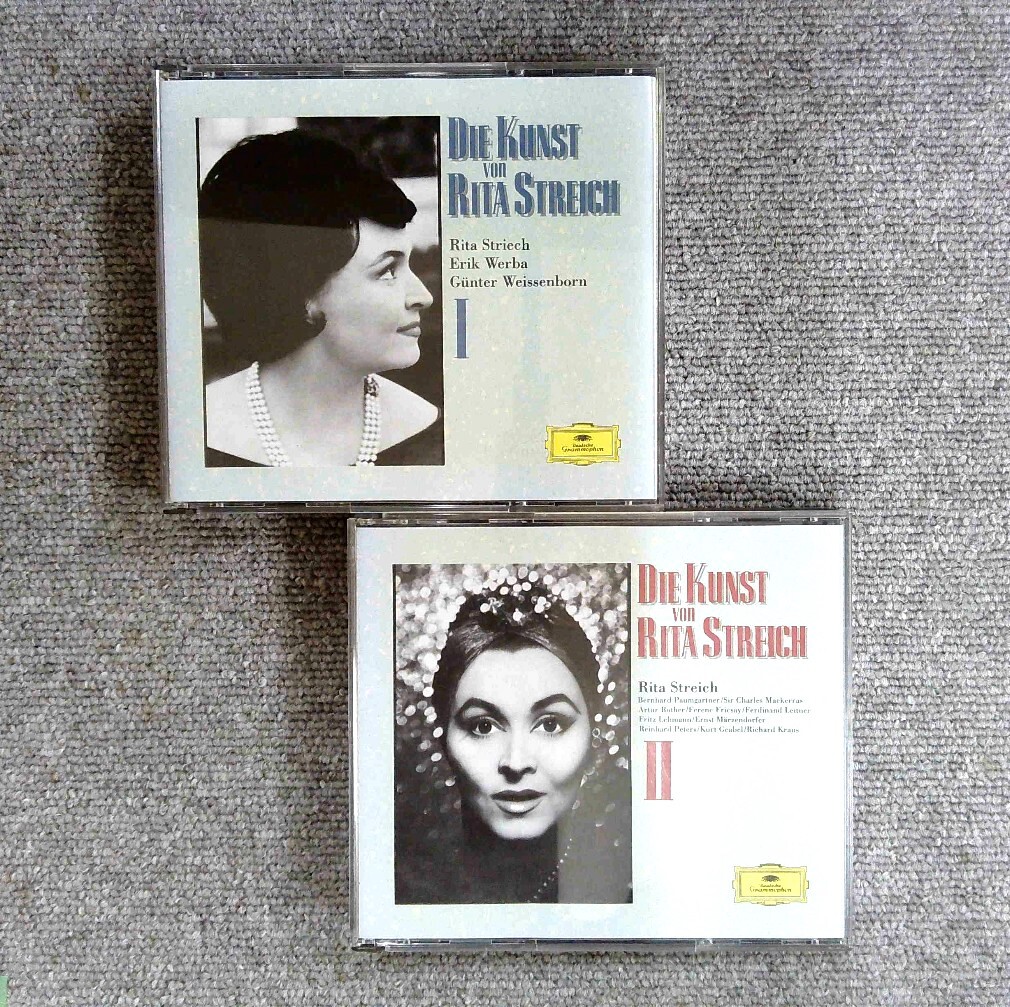 DIE KUNST
VON
RITA STREICH
Rita Striech
Erik Werba
Günter Weissenborn
I
Deutsche
Grammophon
DIE KUNST
VON
RITA STREICH
Rita Streich
Bernhard Paumgartner/Sir Charles Mackerras
Artur Rother/Ferenc Fricsay/Ferdinand Leitner
Fritz Lehmann/Ernst Märzendorfer
Reinhard Peters/Kurt Geabel/Richard Kraus
II
Deutsche
Grammophon